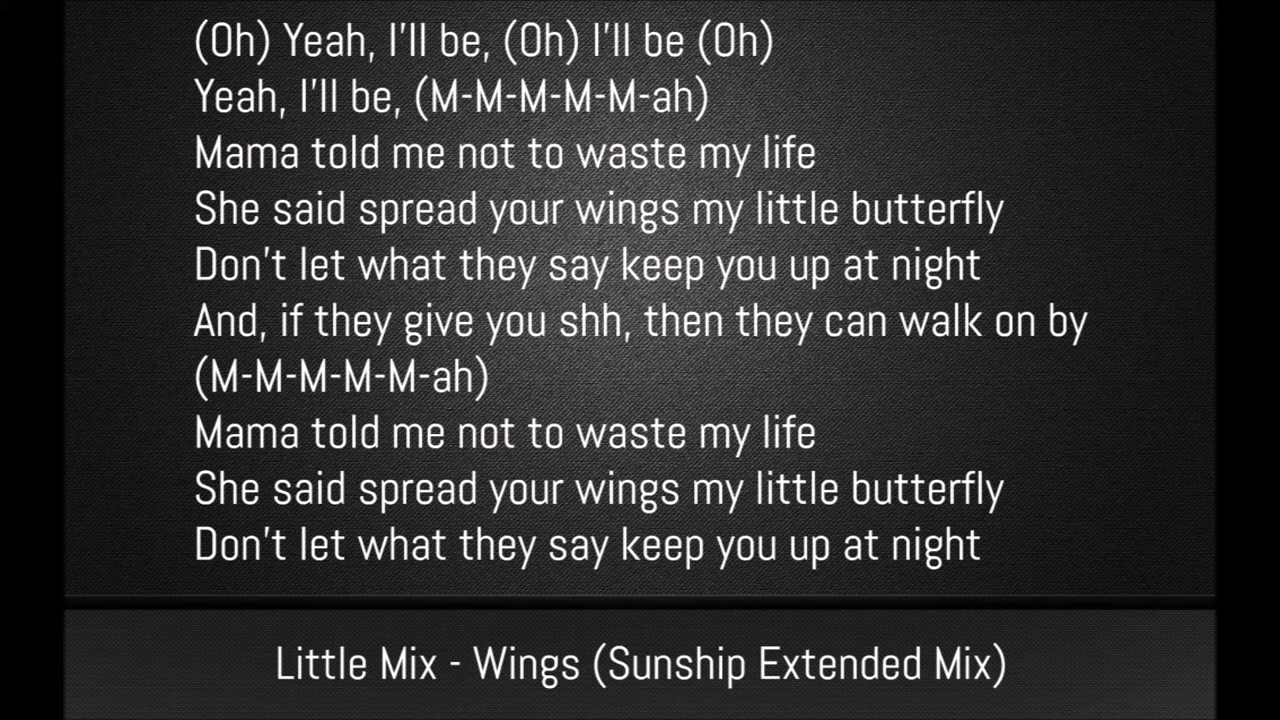 (Oh) Yeah, I'll be, (Oh) I'll be (Oh)
Yeah, I'll be, (M-M-M-M-M-ah)
Mama told me not to waste my life
She said spread your wings my little butterfly
Don't let what they say keep you up at night
And, if they give you shh, then they can walk on by
(M-M-M-M-M-ah)
Mama told me not to waste my life
She said spread your wings my little butterfly
Don't let what they say keep you up at night
Little Mix - Wings (Sunship Extended Mix)